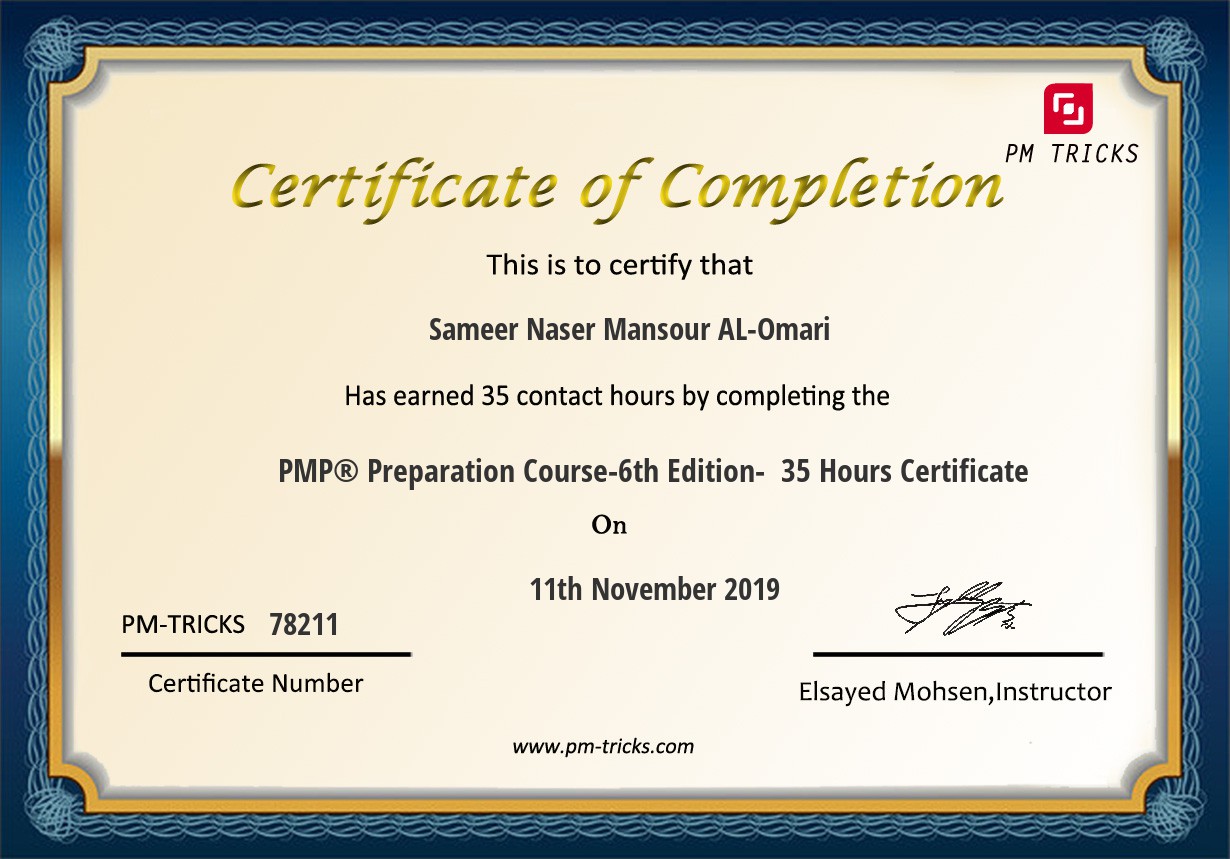 PM TRICKS
Certificate of Completion
This is to certify that
Sameer Naser Mansour AL-Omari
Has earned 35 contact hours by completing the
PMP® Preparation Course-6th Edition- 35 Hours Certificate
On
11th November 2019
PM-TRICKS 78211
Certificate Number
Elsayed Mohsen,Instructor
www.pm-tricks.com